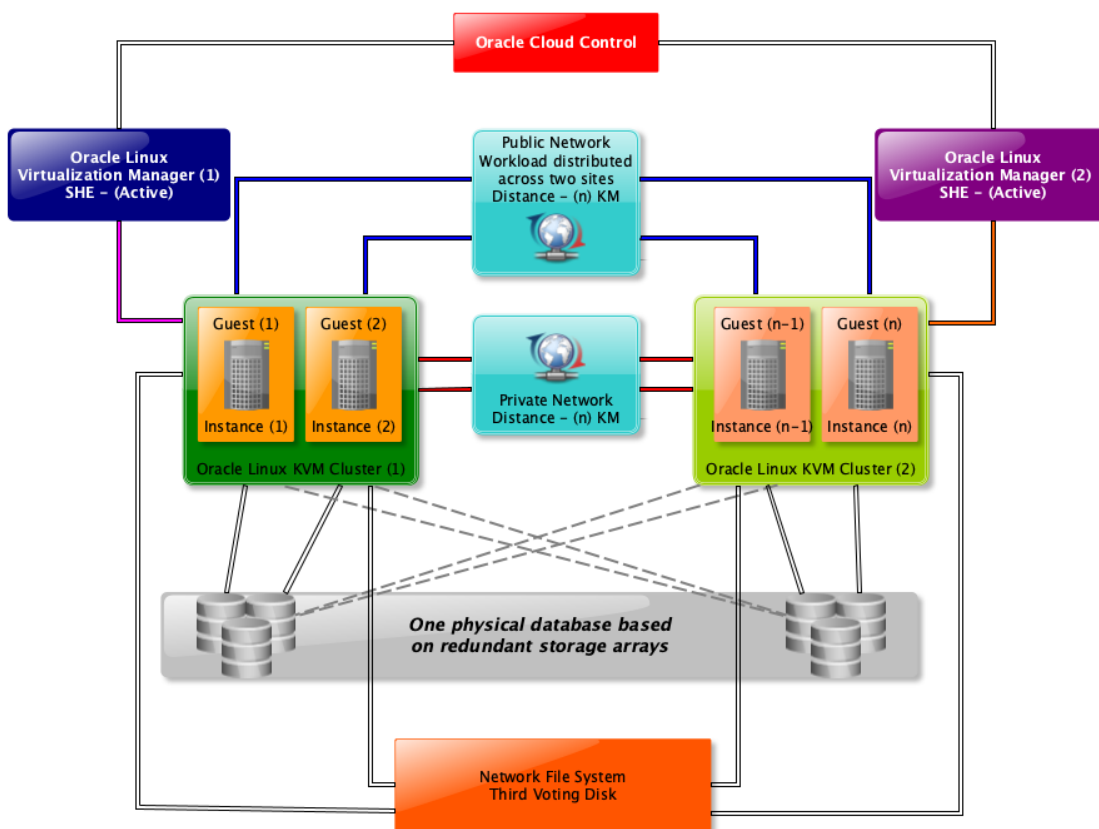 Oracle Cloud Control
Oracle Linux
Virtualization Manager (1)
SHE – (Active)
Public Network
Workload distributed
across two sites
Distance – (n) KM
Oracle Linux
Virtualization Manager (2)
SHE – (Active)
Guest (1)
Guest (2)
Instance (1)
Instance (2)
Oracle Linux KVM Cluster (1)
Private Network
Distance – (n) KM
Guest (n-1)
Guest (n)
Instance (n-1)
Instance (n)
Oracle Linux KVM Cluster (2)
One physical database based
on redundant storage arrays
Network File System
Third Voting Disk